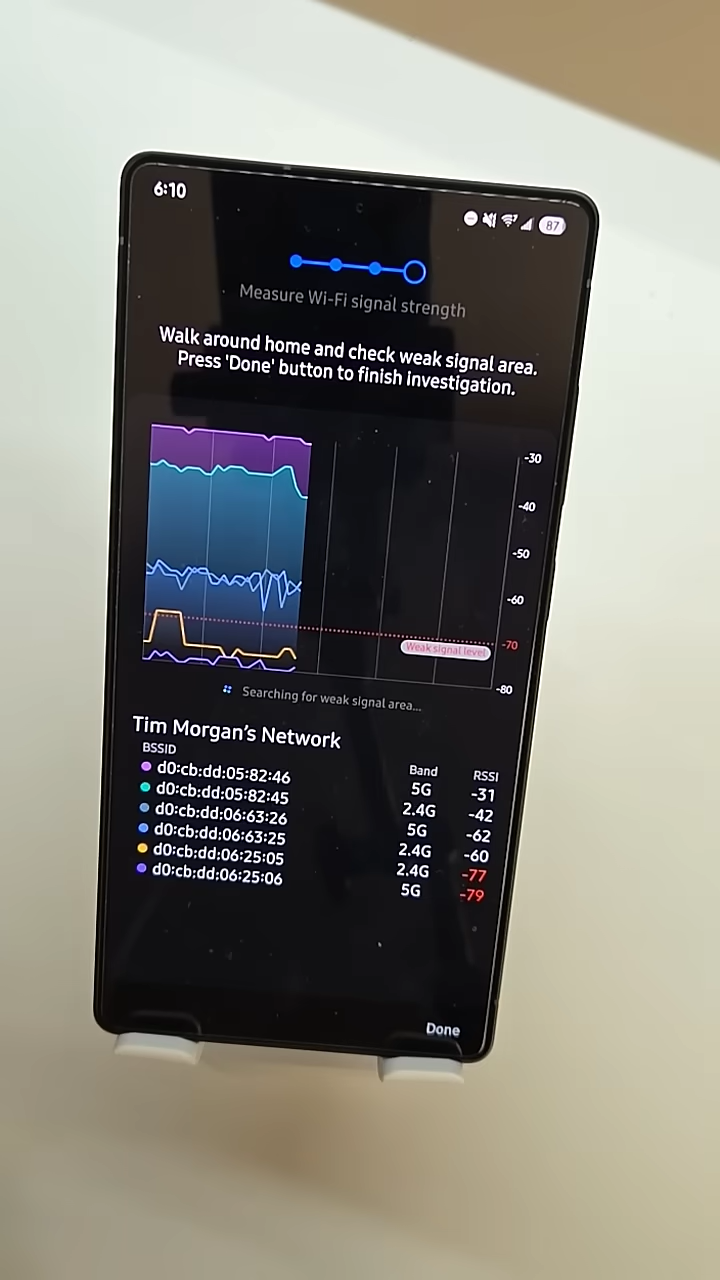 6:10
87
Measure Wi-Fi signal strength
Walk around home and check weak signal area.
Press 'Done' button to finish investigation.
-30
-40
-50
-60
-70
Weak signal level
-80
Searching for weak signal area...
Tim Morgan's Network
BSSID Band RSSI
d0:cb:dd:05:82:46 5G -31
d0:cb:dd:05:82:45 2.4G -42
d0:cb:dd:06:63:26 5G -62
d0:cb:dd:06:63:25 2.4G -60
d0:cb:dd:06:25:05 2.4G -77
d0:cb:dd:06:25:06 5G -79
Done